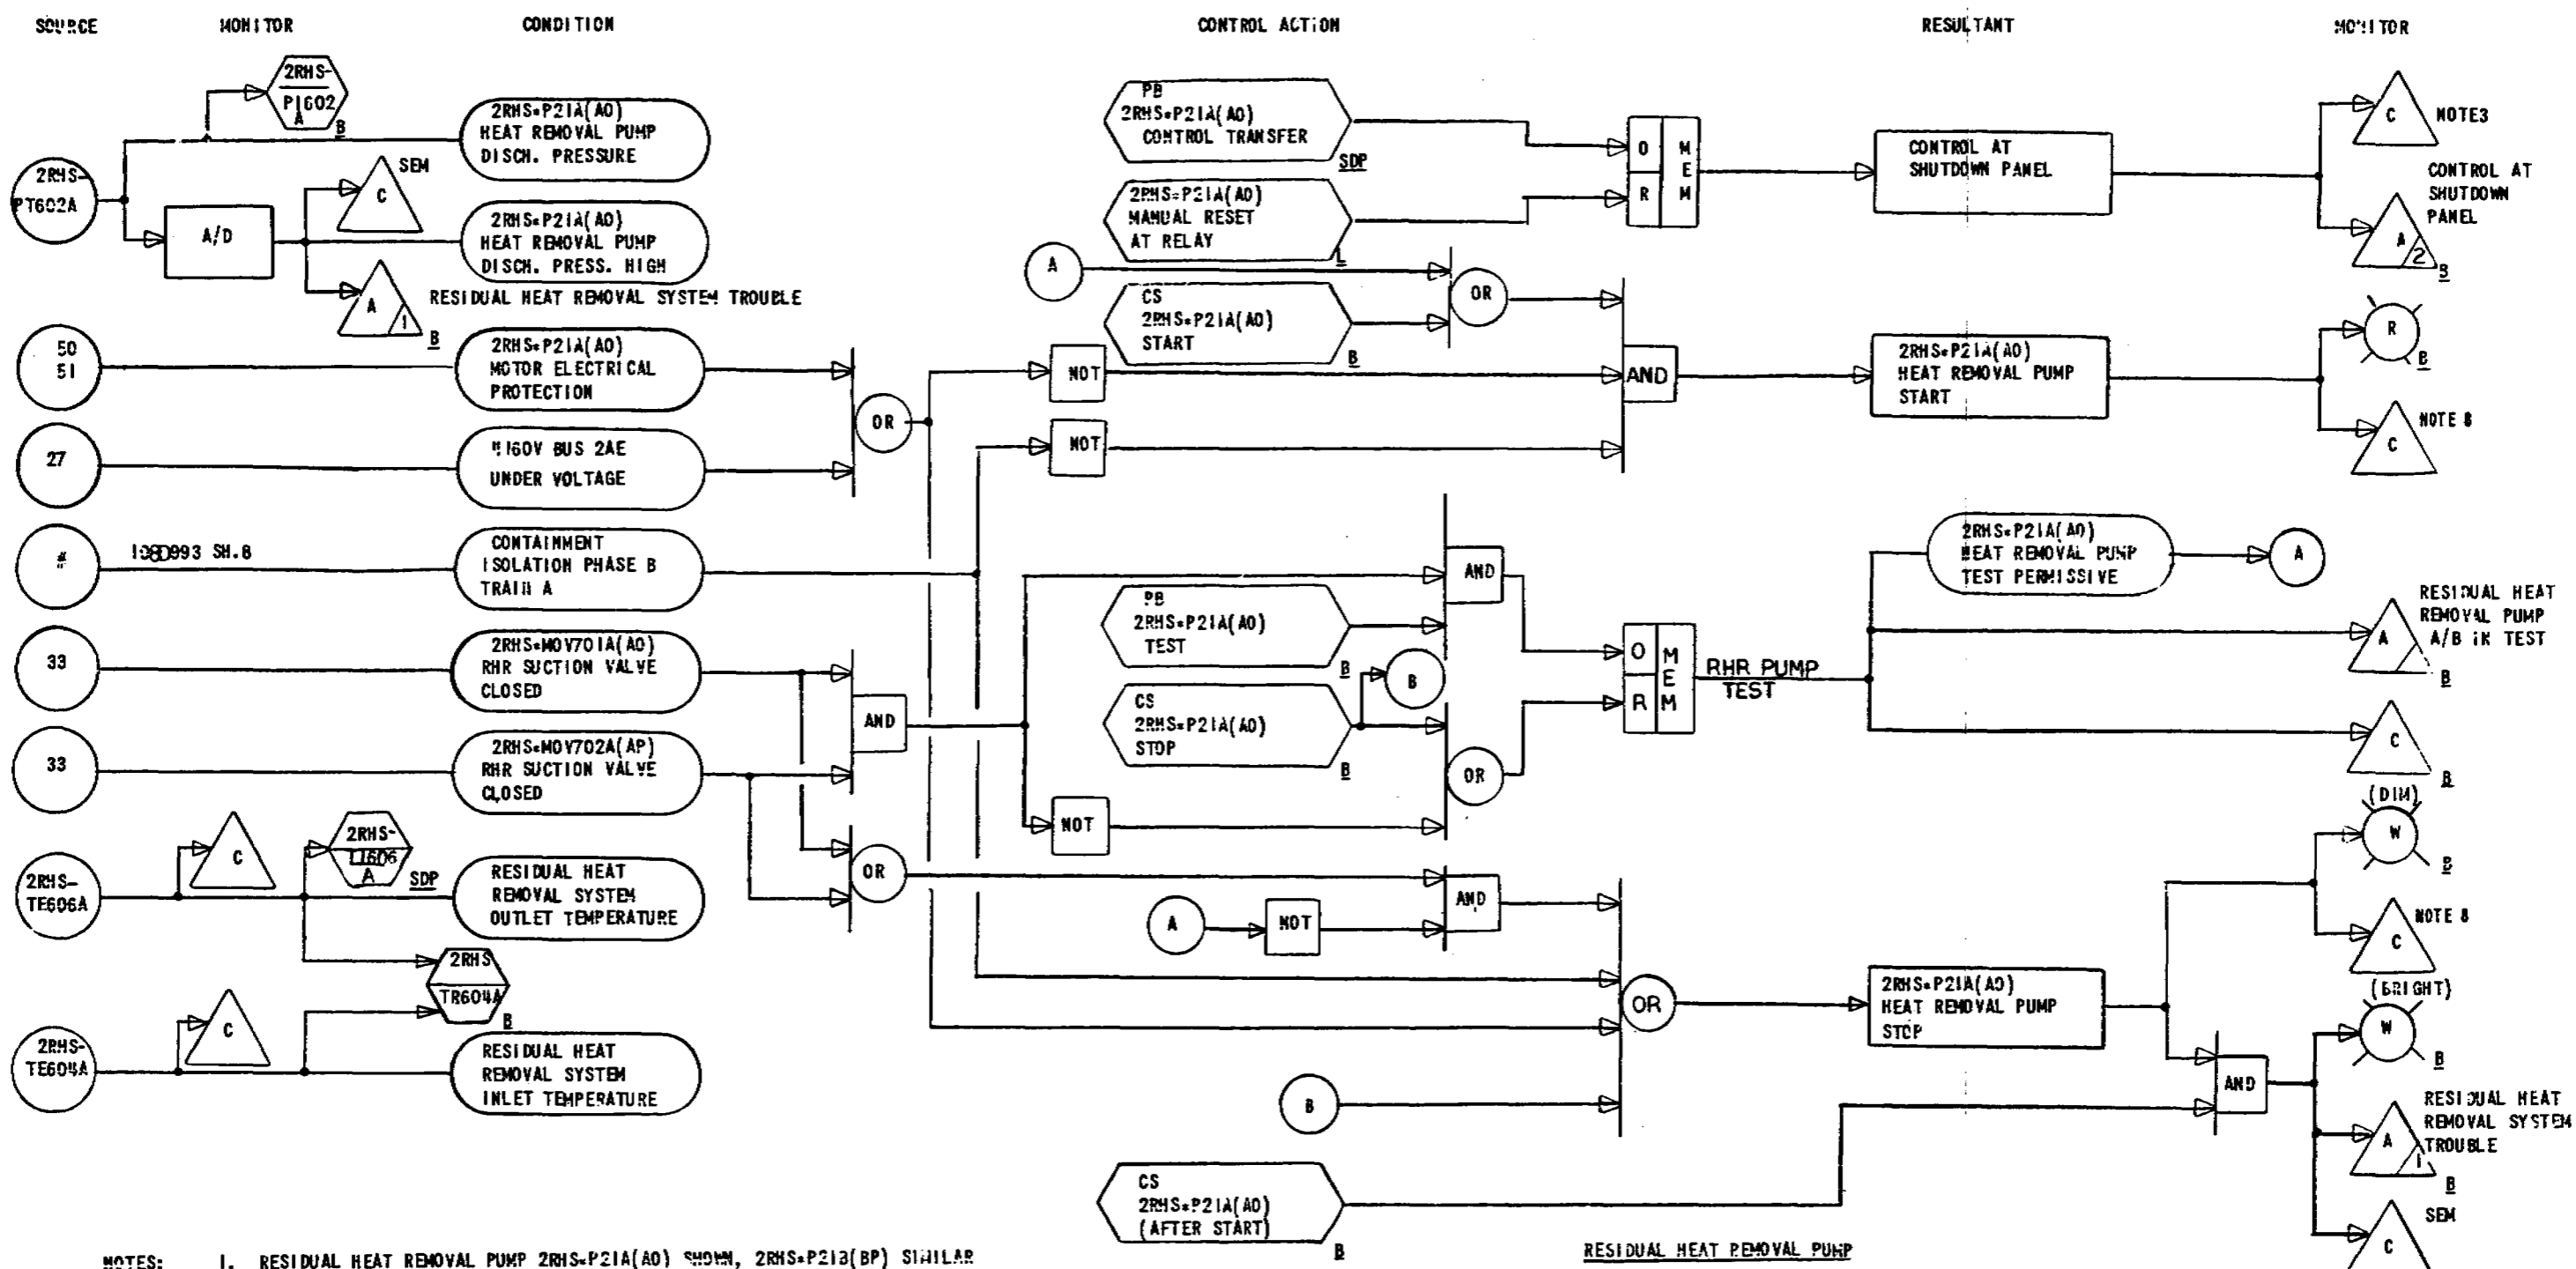 SOURCE
MONITOR
CONDITION
CONTROL ACTION
RESULTANT
MONITOR
2RHS-
PI602
A
B
2RHS*P21A(AO)
HEAT REMOVAL PUMP
DISCH. PRESSURE
2RHS-
PT602A
A/D
C
SEM
2RHS*P21A(AO)
HEAT REMOVAL PUMP
DISCH. PRESS. HIGH
A
1
B
RESIDUAL HEAT REMOVAL SYSTEM TROUBLE
50
51
2RHS*P21A(AO)
MOTOR ELECTRICAL
PROTECTION
27
4160V BUS 2AE
UNDER VOLTAGE
OR
#
108D993 SH.8
CONTAINMENT
ISOLATION PHASE B
TRAIN A
33
2RHS*MOV701A(AO)
RHR SUCTION VALVE
CLOSED
33
2RHS*MOV702A(AP)
RHR SUCTION VALVE
CLOSED
AND
OR
C
2RHS-
TI606
A
SDP
2RHS-
TE606A
RESIDUAL HEAT
REMOVAL SYSTEM
OUTLET TEMPERATURE
2RHS
TR604A
B
C
2RHS-
TE604A
RESIDUAL HEAT
REMOVAL SYSTEM
INLET TEMPERATURE
PB
2RHS*P21A(AO)
CONTROL TRANSFER
SDP
2RHS*P21A(AO)
MANUAL RESET
AT RELAY
L
O
R
M
E
M
CONTROL AT
SHUTDOWN PANEL
C
NOTE3
A
2
B
CONTROL AT
SHUTDOWN
PANEL
A
CS
2RHS*P21A(AO)
START
B
OR
NOT
NOT
AND
2RHS*P21A(AO)
HEAT REMOVAL PUMP
START
R
B
C
NOTE 8
PB
2RHS*P21A(AO)
TEST
B
AND
CS
2RHS*P21A(AO)
STOP
B
B
OR
NOT
O
R
M
E
M
RHR PUMP
TEST
2RHS*P21A(AO)
HEAT REMOVAL PUMP
TEST PERMISSIVE
A
A
B
RESIDUAL HEAT
REMOVAL PUMP
A/B IN TEST
C
B
A
NOT
AND
B
OR
2RHS*P21A(AO)
HEAT REMOVAL PUMP
STOP
(DIM)
W
B
C
NOTE 8
(BRIGHT)
W
B
AND
A
1
B
RESIDUAL HEAT
REMOVAL SYSTEM
TROUBLE
C
SEM
CS
2RHS*P21A(AO)
(AFTER START)
B
RESIDUAL HEAT REMOVAL PUMP
NOTES: 1. RESIDUAL HEAT REMOVAL PUMP 2RHS*P21A(AO) SHOWN, 2RHS*P21B(BP) SIMILAR